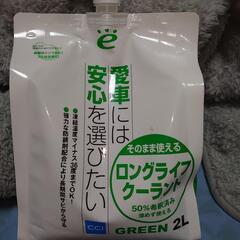 e
愛車には
安心を選びたい
・凍結温度マイナス36度までOK!
・強力な防錆剤配合により長期間サビから守る
CCI
そのまま使える
ロングライフ
クーラント
50%希釈済み
薄めず使える
GREEN 2L